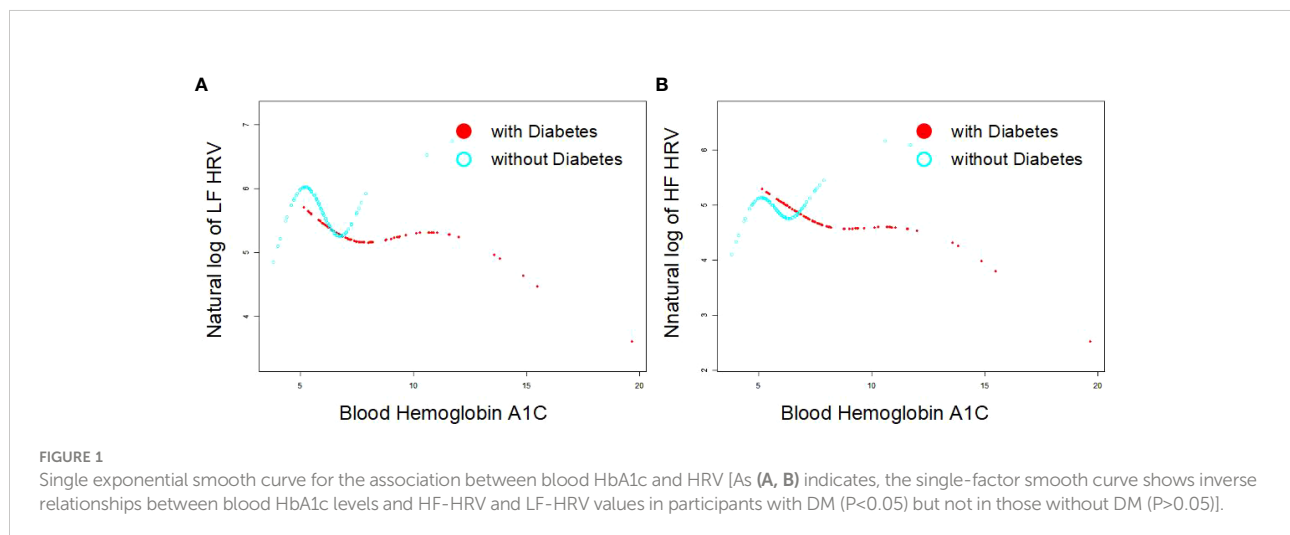 A
B
Natural log of LF HRV
7
6
5
4
with Diabetes
without Diabetes
5
10
15
20
Blood Hemoglobin A1C
Nnatural log of HF HRV
6
5
4
3
2
with Diabetes
without Diabetes
5
10
15
20
Blood Hemoglobin A1C
FIGURE 1
Single exponential smooth curve for the association between blood HbA1c and HRV [As (A, B) indicates, the single-factor smooth curve shows inverse
relationships between blood HbA1c levels and HF-HRV and LF-HRV values in participants with DM (P<0.05) but not in those without DM (P>0.05)].